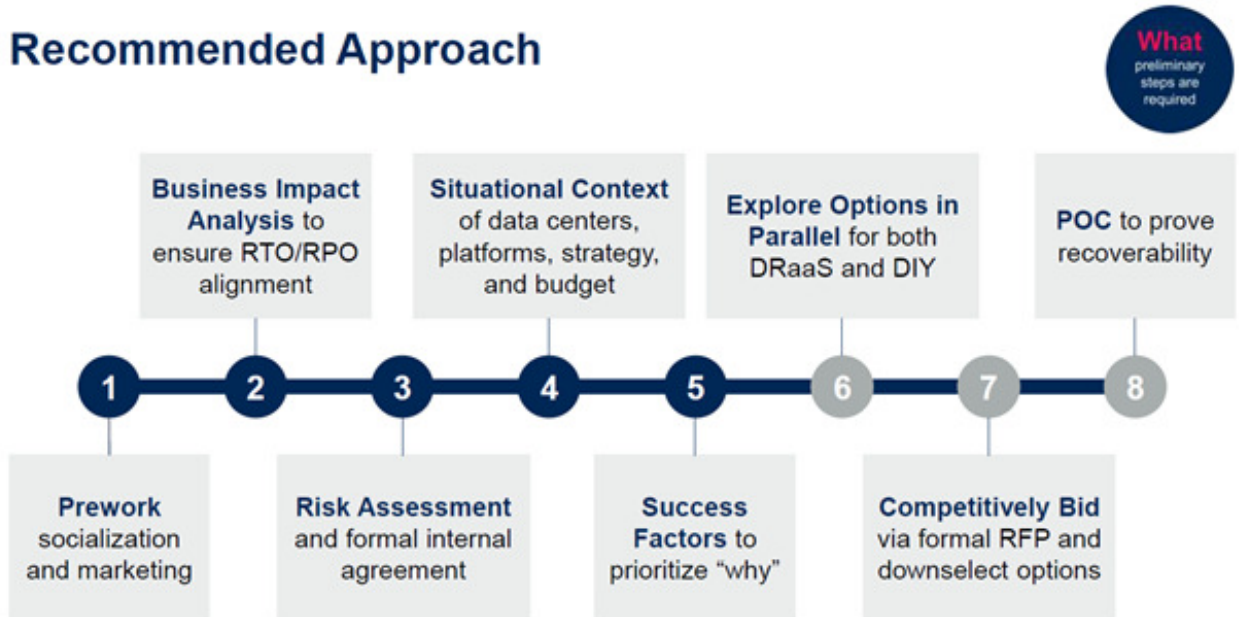 Recommended Approach
What
preliminary
steps are
required
Business Impact
Analysis to
ensure RTO/RPO
alignment
Situational Context
of data centers,
platforms, strategy,
and budget
Explore Options in
Parallel for both
DRaaS and DIY
POC to prove
recoverability
1 2 3 4 5 6 7 8
Prework
socialization
and marketing
Risk Assessment
and formal internal
agreement
Success
Factors to
prioritize “why”
Competitively Bid
via formal RFP and
downselect options